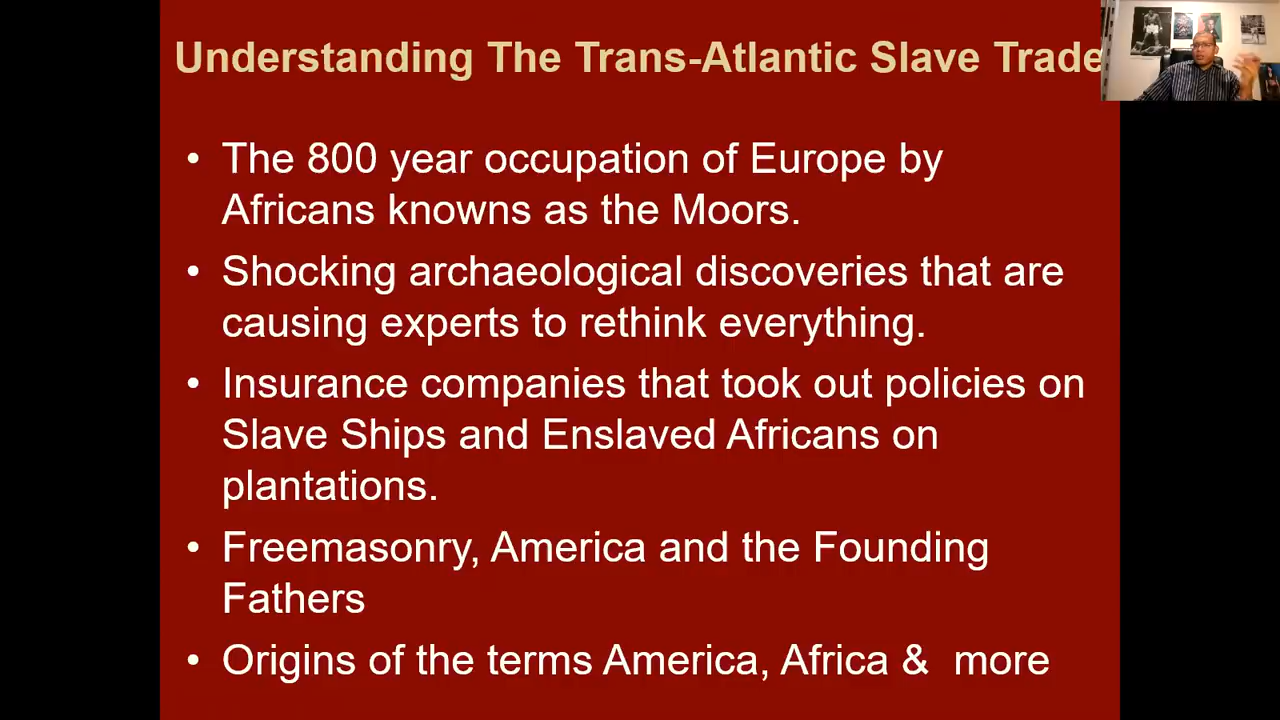 Understanding The Trans-Atlantic Slave Trade
• The 800 year occupation of Europe by
Africans knowns as the Moors.
• Shocking archaeological discoveries that are
causing experts to rethink everything.
• Insurance companies that took out policies on
Slave Ships and Enslaved Africans on
plantations.
• Freemasonry, America and the Founding
Fathers
• Origins of the terms America, Africa &  more